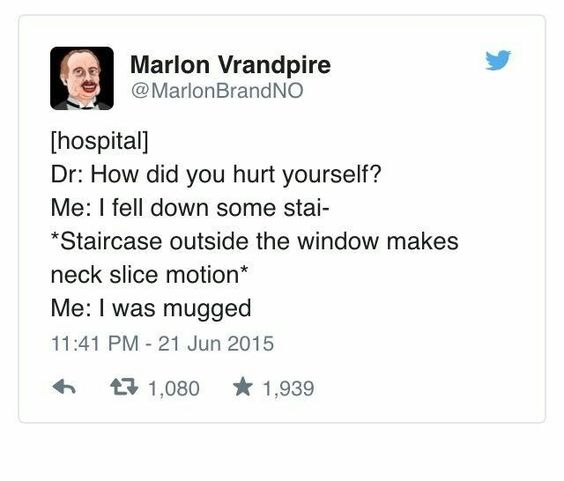 Marlon Vrandpire
@MarlonBrandNO
[hospital]
Dr: How did you hurt yourself?
Me: I fell down some stai-
*Staircase outside the window makes
neck slice motion*
Me: I was mugged
11:41 PM - 21 Jun 2015
1,080 1,939